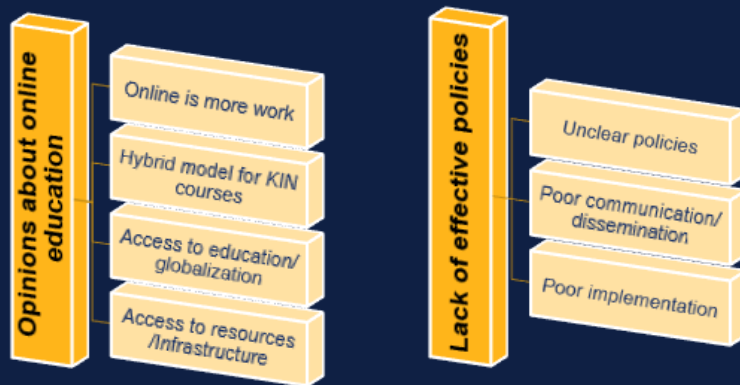 Opinions about online
education
Online is more work
Hybrid model for KIN
courses
Access to education/
globalization
Access to resources
/Infrastructure
Lack of effective policies
Unclear policies
Poor communication/
dissemination
Poor implementation